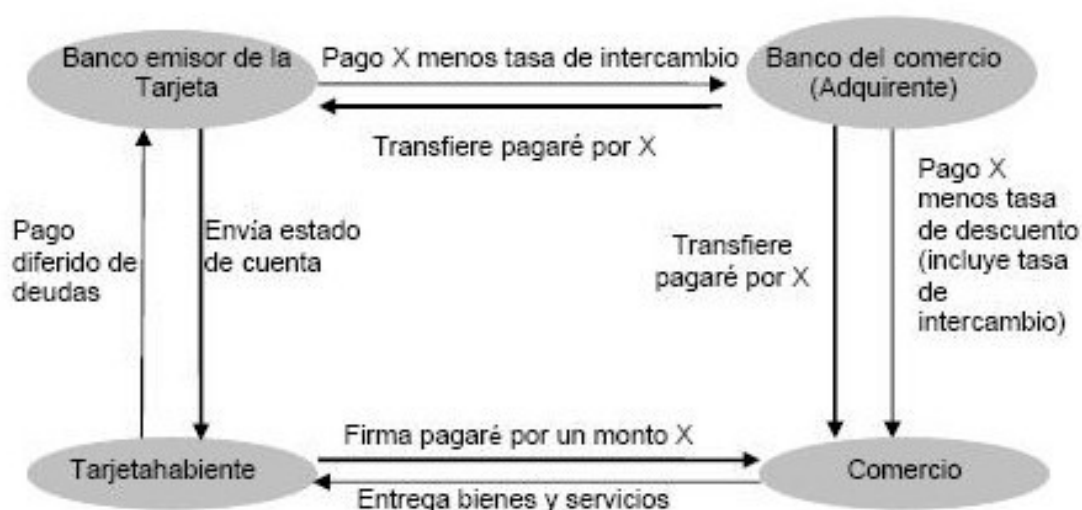 Banco emisor de la
Tarjeta
Pago X menos tasa de intercambio
Banco del comercio
(Adquirente)
Transfiere pagaré por X
Pago
diferido de
deudas
Envía estado
de cuenta
Transfiere
pagaré por X
Pago X
menos tasa
de descuento
(incluye tasa
de
intercambio)
Firma pagaré por un monto X
Tarjetahabiente
Comercio
Entrega bienes y servicios